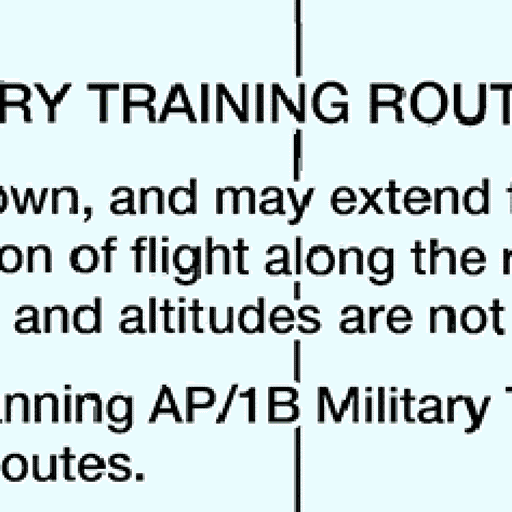 RY TRAINING ROUT
own, and may extend
on of flight along the r
and altitudes are not
nning AP/1B Military T
outes.